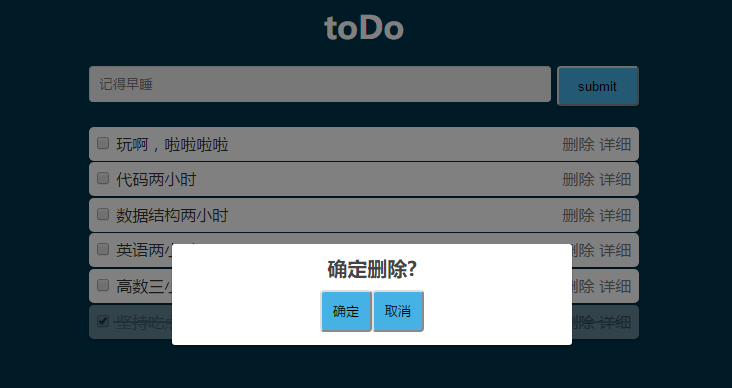 toDo
记得早睡 submit
玩啊，啦啦啦啦 删除 详细
代码两小时 删除 详细
数据结构两小时 删除 详细
英语两 删除 详细
高数三 删除 详细
坚持吃 删除 详细
确定删除?
确定 取消